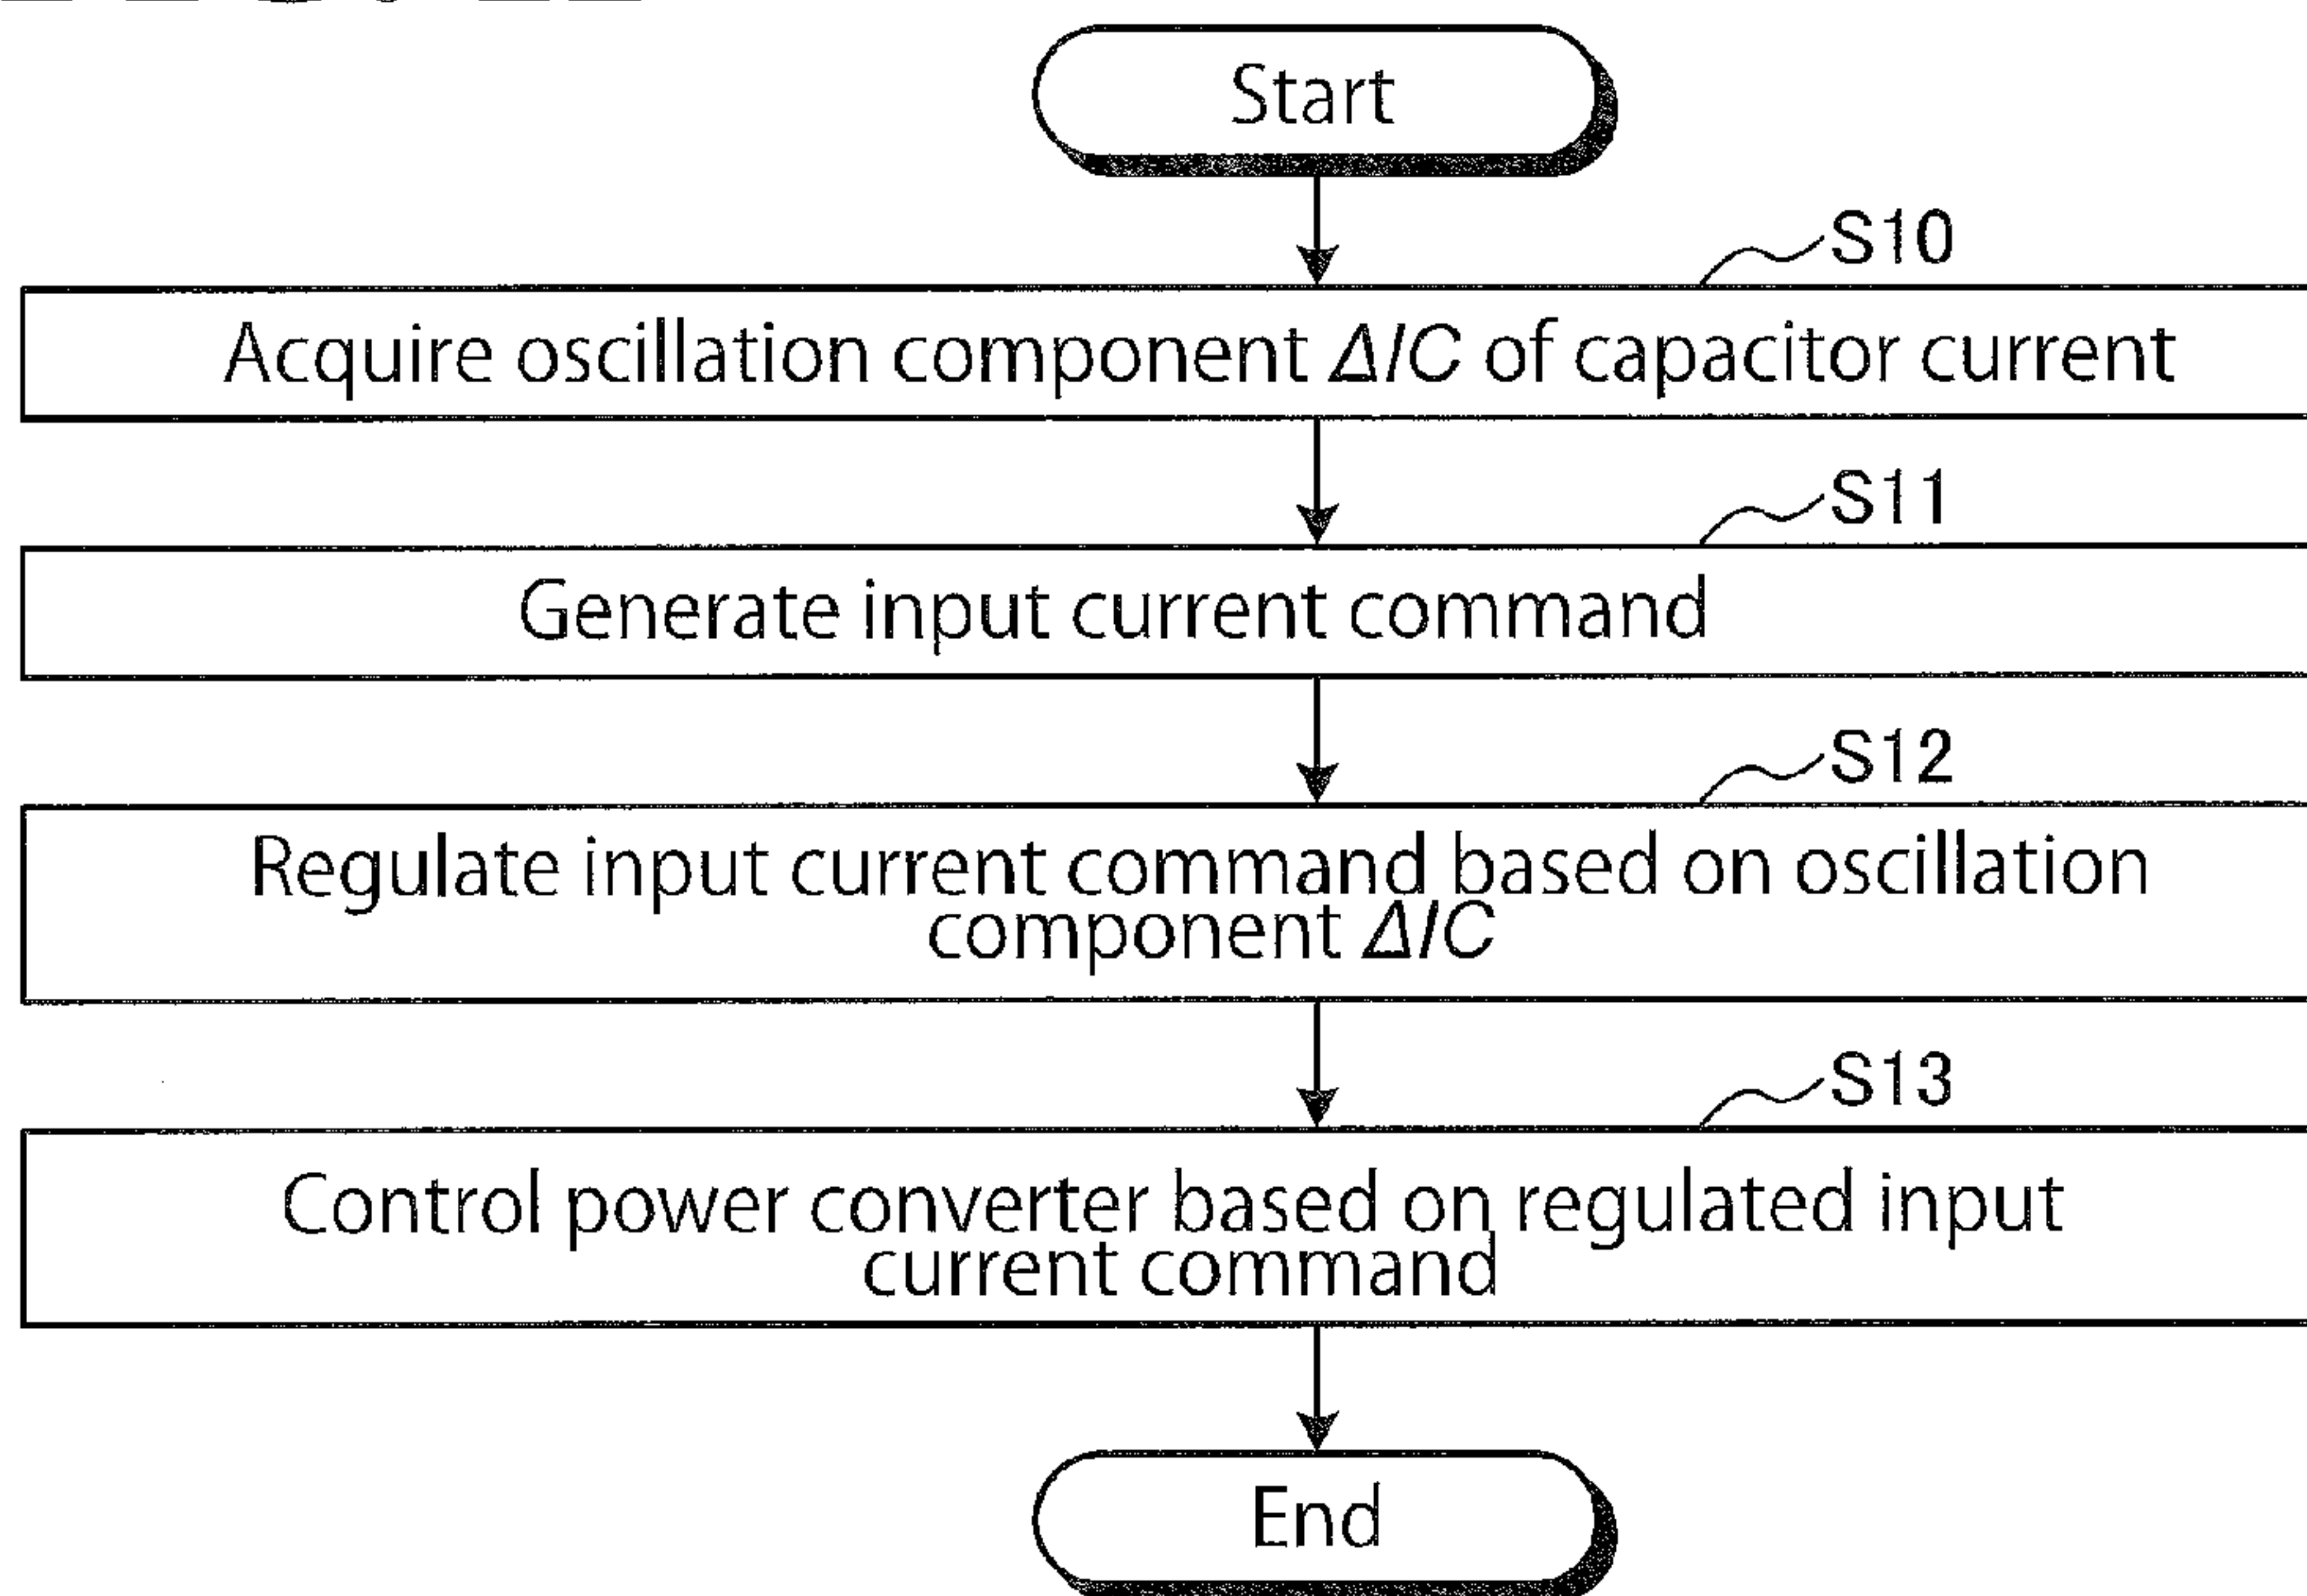 Start
S10
Acquire oscillation component ΔIC of capacitor current
S11
Generate input current command
S12
Regulate input current command based on oscillation
component ΔIC
S13
Control power converter based on regulated input
current command
End